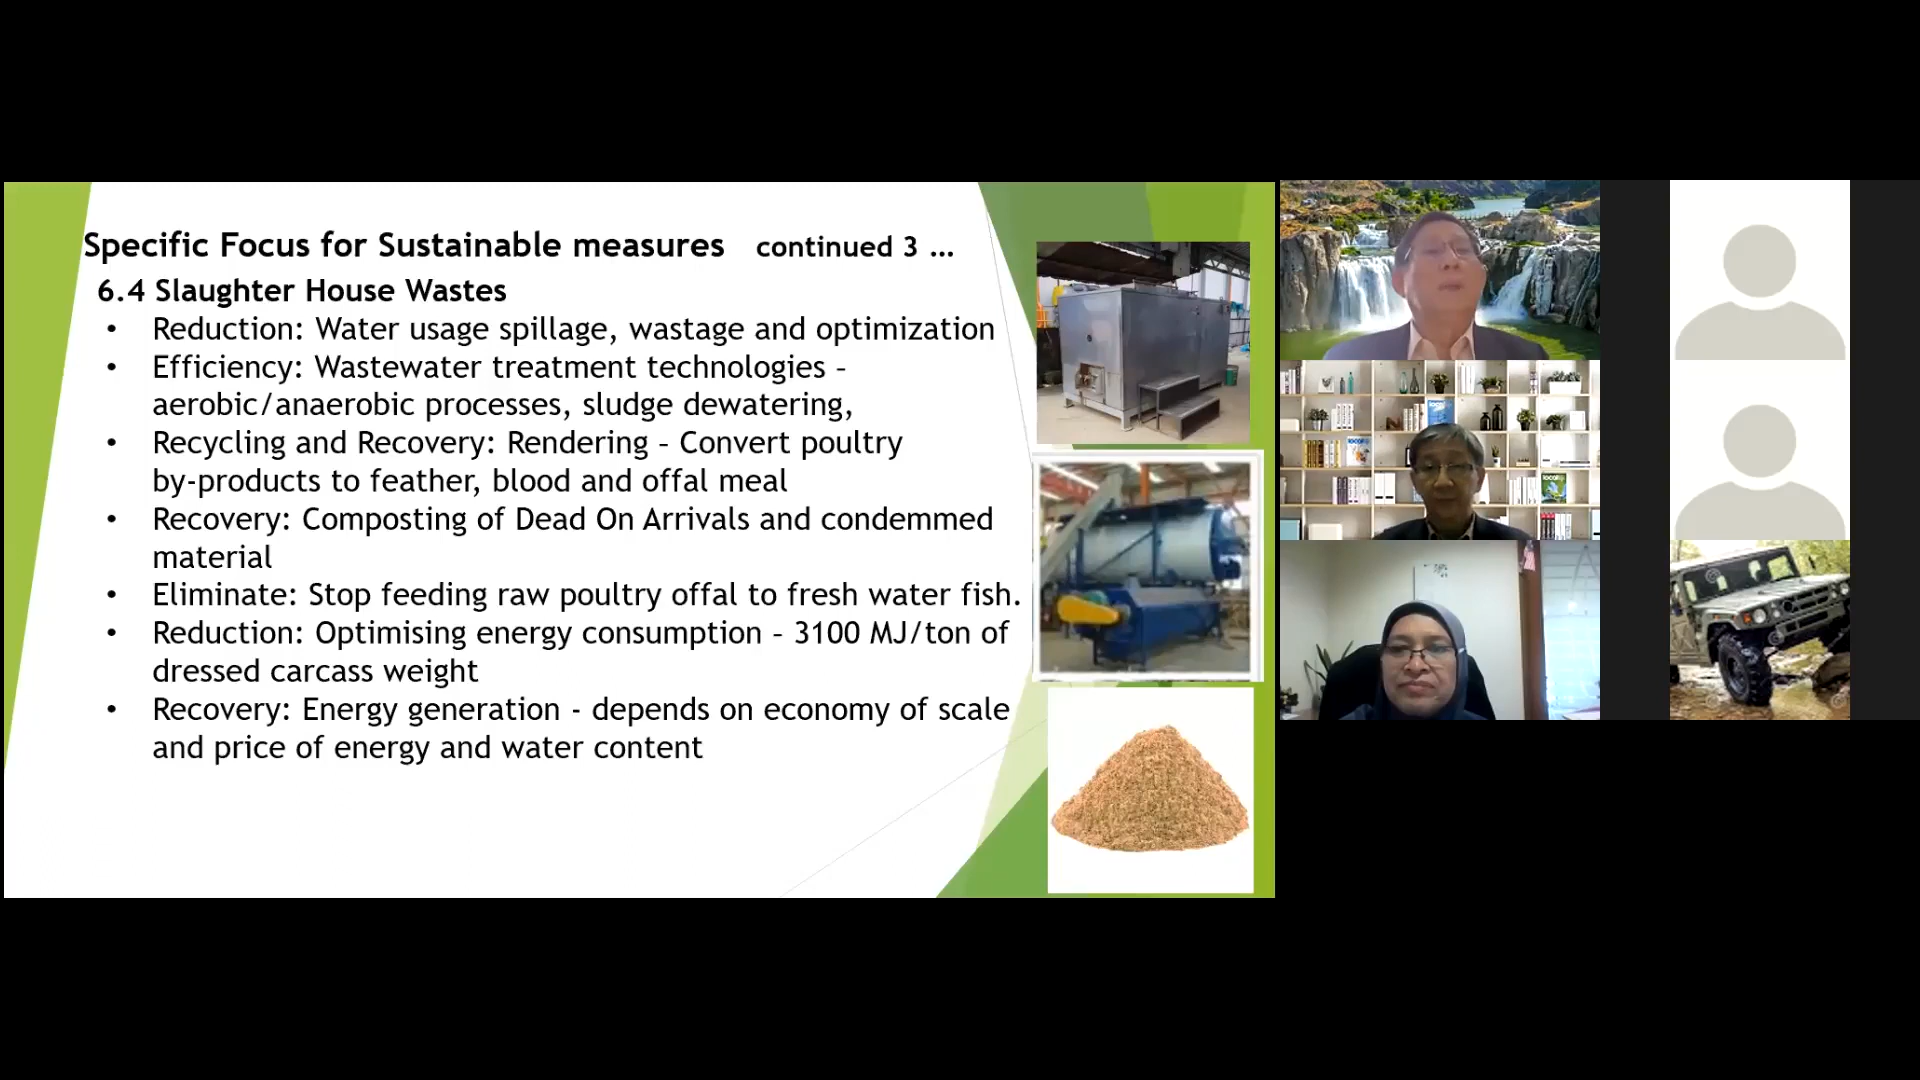 Specific Focus for Sustainable measures continued 3 ...
6.4 Slaughter House Wastes
• Reduction: Water usage spillage, wastage and optimization
• Efficiency: Wastewater treatment technologies –
aerobic/anaerobic processes, sludge dewatering,
• Recycling and Recovery: Rendering – Convert poultry
by-products to feather, blood and offal meal
• Recovery: Composting of Dead On Arrivals and condemmed
material
• Eliminate: Stop feeding raw poultry offal to fresh water fish.
• Reduction: Optimising energy consumption – 3100 MJ/ton of
dressed carcass weight
• Recovery: Energy generation - depends on economy of scale
and price of energy and water content
local
local
local